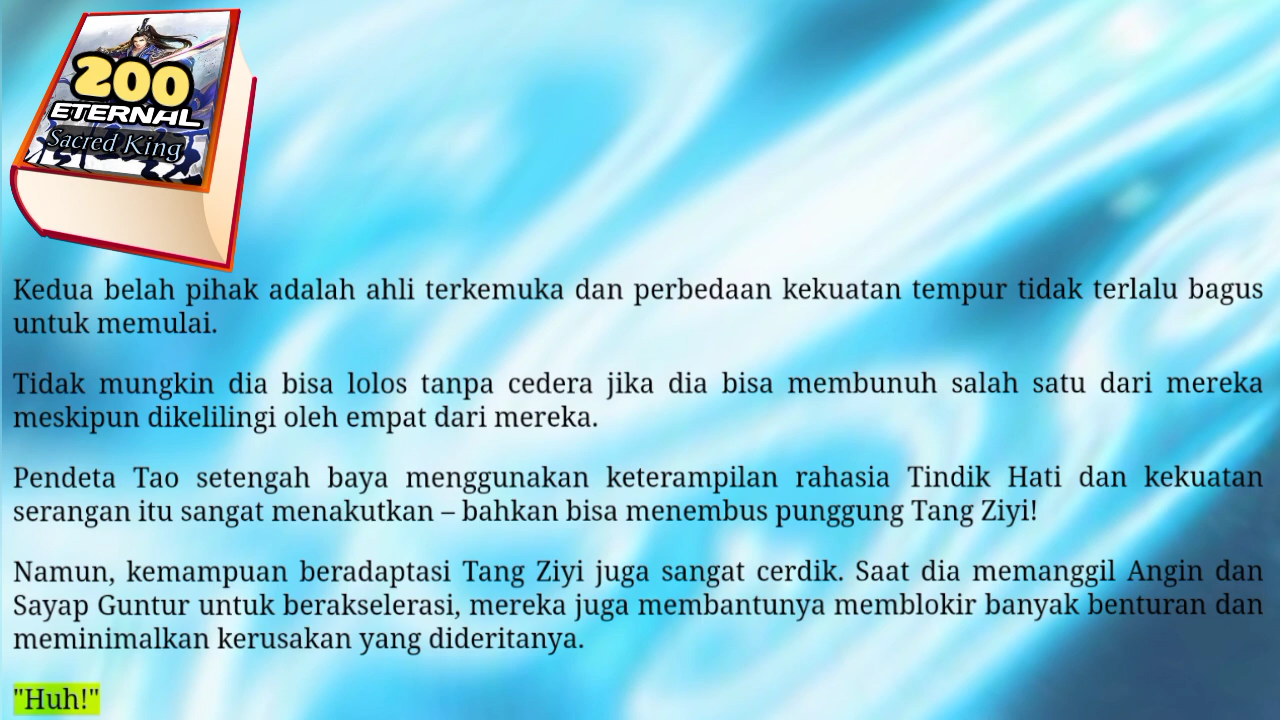 200
ETERNAL
Sacred King
Kedua belah pihak adalah ahli terkemuka dan perbedaan kekuatan tempur tidak terlalu bagus
untuk memulai.
Tidak mungkin dia bisa lolos tanpa cedera jika dia bisa membunuh salah satu dari mereka
meskipun dikelilingi oleh empat dari mereka.
Pendeta Tao setengah baya menggunakan keterampilan rahasia Tindik Hati dan kekuatan
serangan itu sangat menakutkan – bahkan bisa menembus punggung Tang Ziyi!
Namun, kemampuan beradaptasi Tang Ziyi juga sangat cerdik. Saat dia memanggil Angin dan
Sayap Guntur untuk berakselerasi, mereka juga membantunya memblokir banyak benturan dan
meminimalkan kerusakan yang dideritanya.
"Huh!"